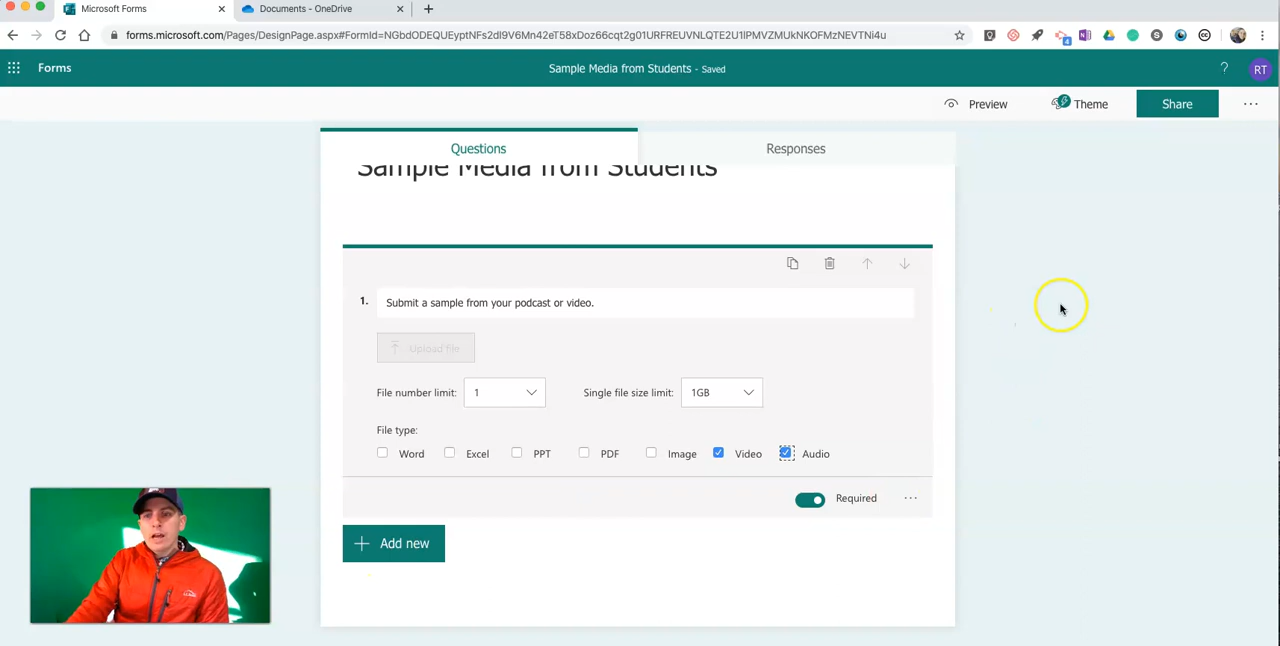 Microsoft Forms
Documents - OneDrive
forms.microsoft.com/Pages/DesignPage.aspx#FormId=NGbdODEQUEyptNFs2dl9V6Mn42eT58xDoz66cqt2g01URFREUVNLQTE2U1lPMVZMUkNKOFMzNEVTNi4u
Forms
Sample Media from Students - Saved
?
RT
Preview
Theme
Share
Questions
Responses
Sample Media from Students
1.
Submit a sample from your podcast or video.
Upload file
File number limit: 1
Single file size limit: 1GB
File type:
Word Excel PPT PDF Image Video Audio
Required
Add new